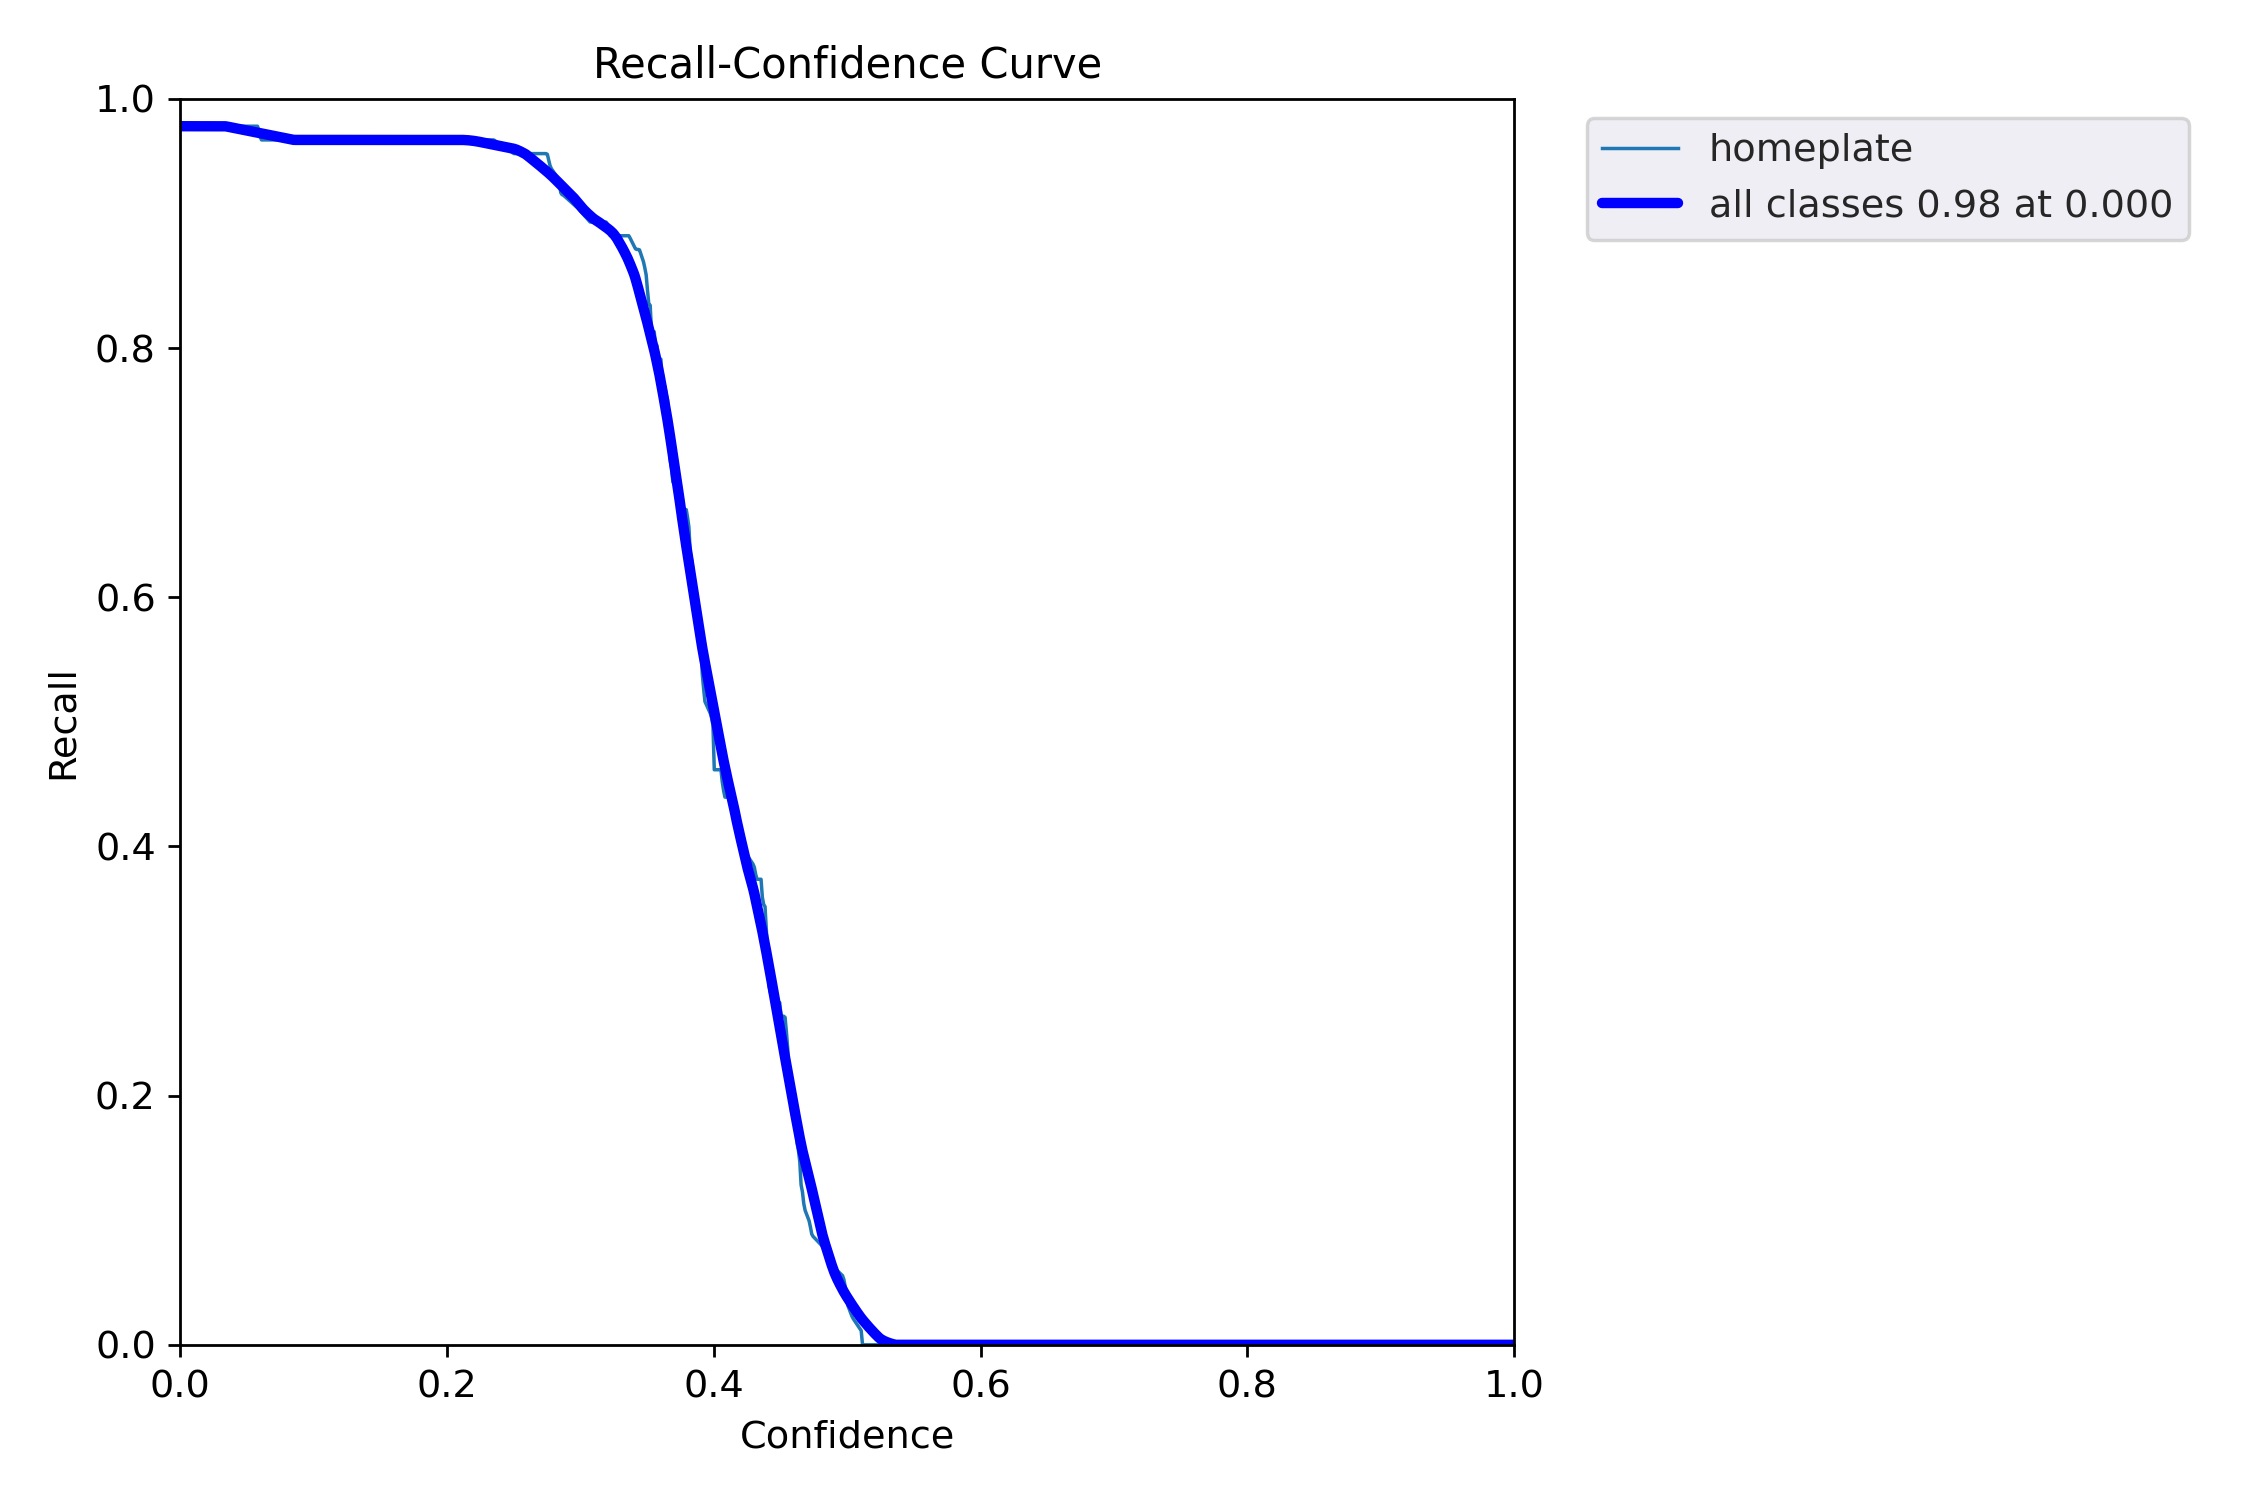 Recall-Confidence Curve
homeplate
all classes 0.98 at 0.000
1.0
0.8
0.6
0.4
0.2
0.0
Recall
0.0 0.2 0.4 0.6 0.8 1.0
Confidence